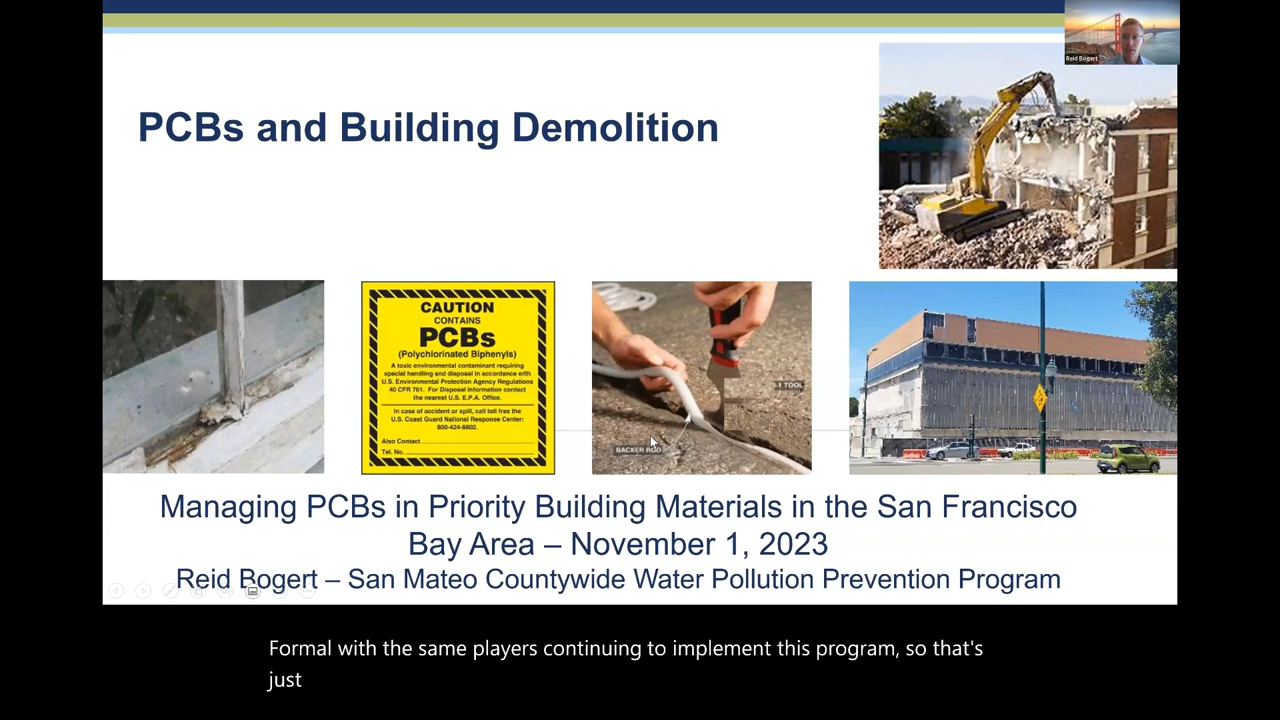 Reid Bogert
PCBs and Building Demolition
CAUTION
CONTAINS
PCBs
(Polychlorinated Biphenyls)
A toxic environmental contaminant requiring
special handling and disposal in accordance with
U.S. Environmental Protection Agency Regulations
40 CFR 761. For Disposal Information contact
the nearest U.S. E.P.A. Office.
In case of accident or spill, call toll free the
U.S. Coast Guard National Response Center:
800-424-8802.
Also Contact
Tel. No.
TOOL
BACKER ROD
Managing PCBs in Priority Building Materials in the San Francisco
Bay Area – November 1, 2023
Reid Bogert – San Mateo Countywide Water Pollution Prevention Program
Formal with the same players continuing to implement this program, so that's
just